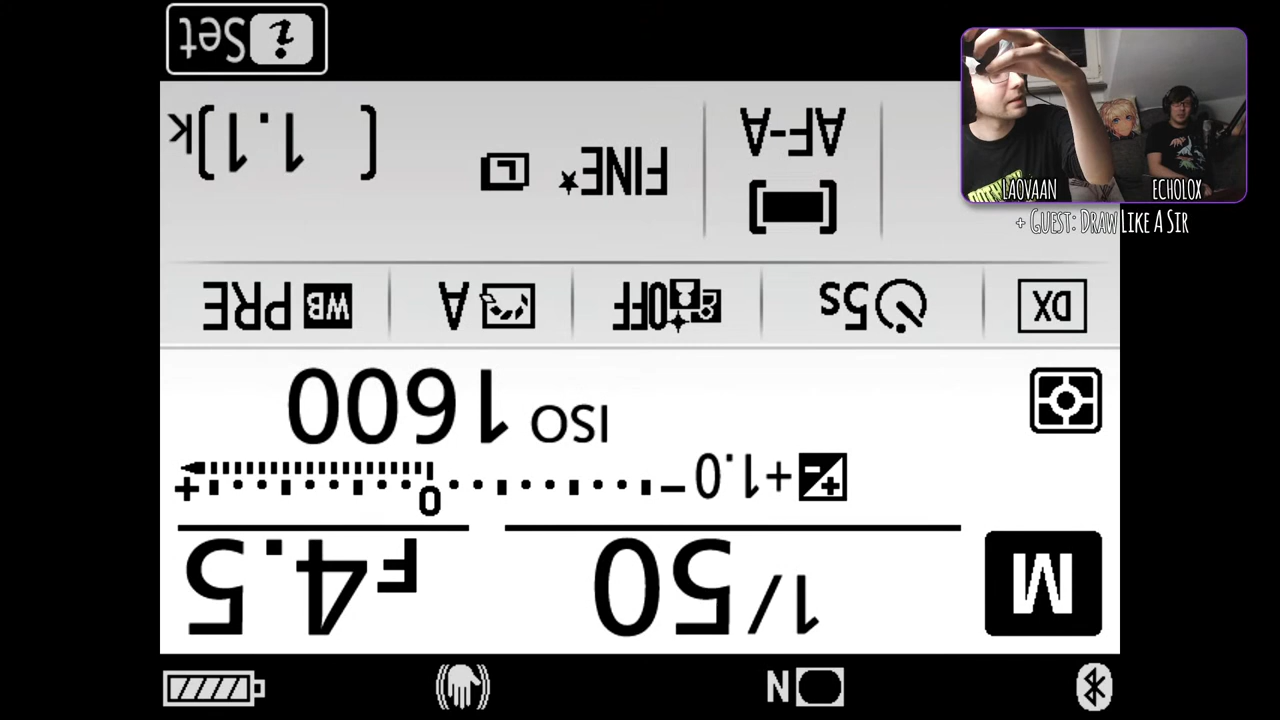 N
M 1/50 F4.5
+1.0 − 0 +
ISO 1600
DX 5s OFF A WB PRE
AF-A FINE★ L [ 1.1]k
i Set
LAOVAAN ECHOLOX
+ GUEST: DRAW LIKE A SIR